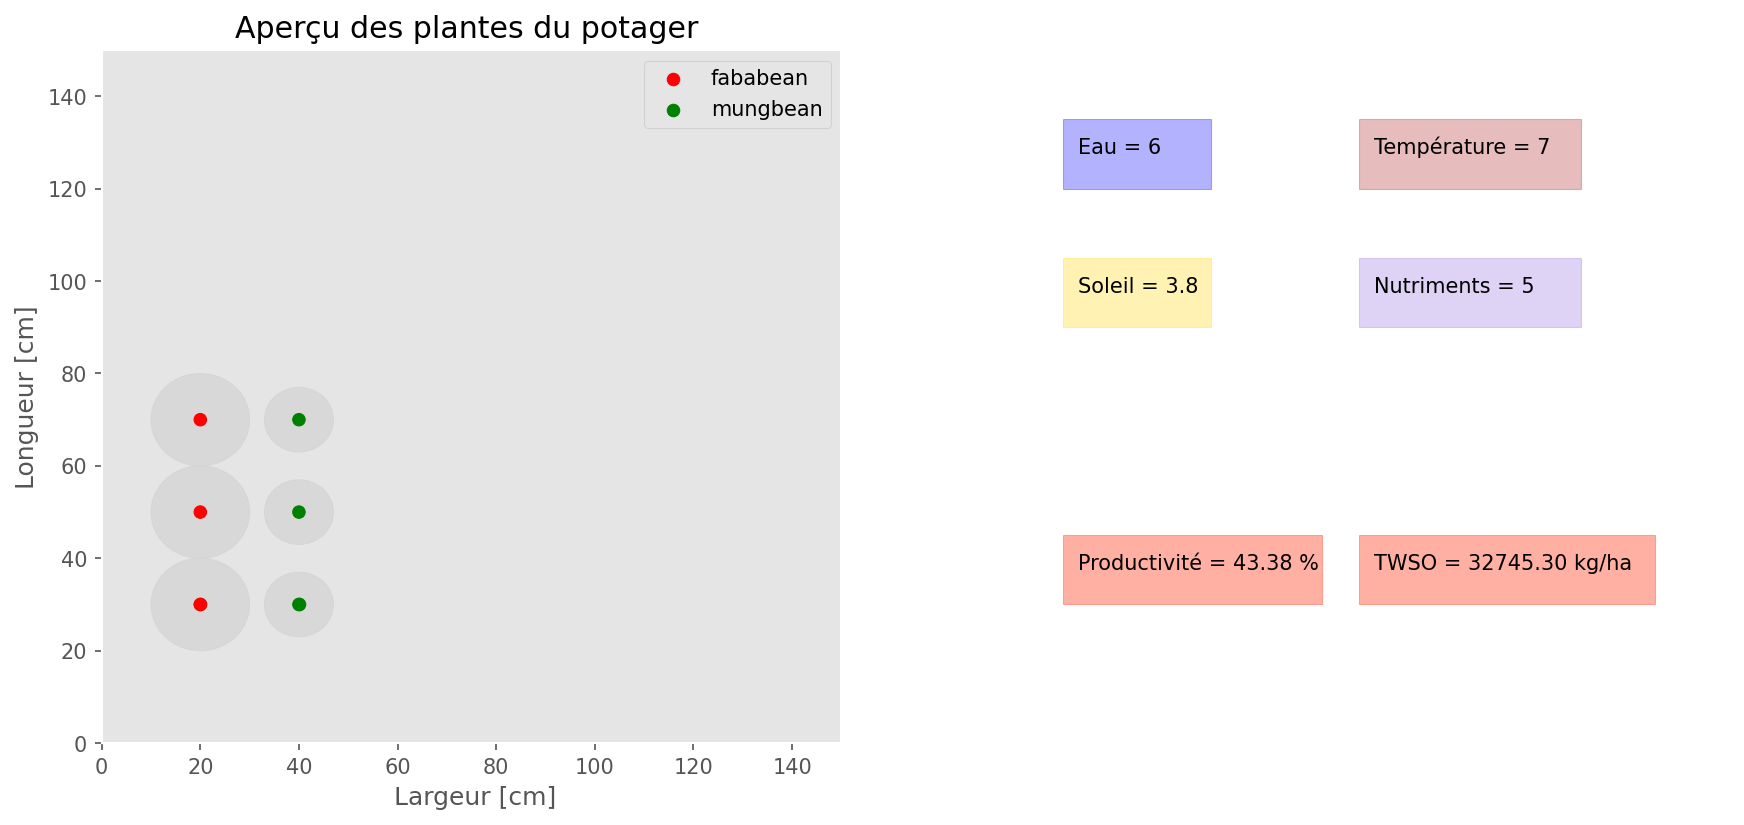 Aperçu des plantes du potager
fababean
mungbean
Longueur [cm]
140
120
100
80
60
40
20
0
0 20 40 60 80 100 120 140
Largeur [cm]
Eau = 6
Température = 7
Soleil = 3.8
Nutriments = 5
Productivité = 43.38 %
TWSO = 32745.30 kg/ha